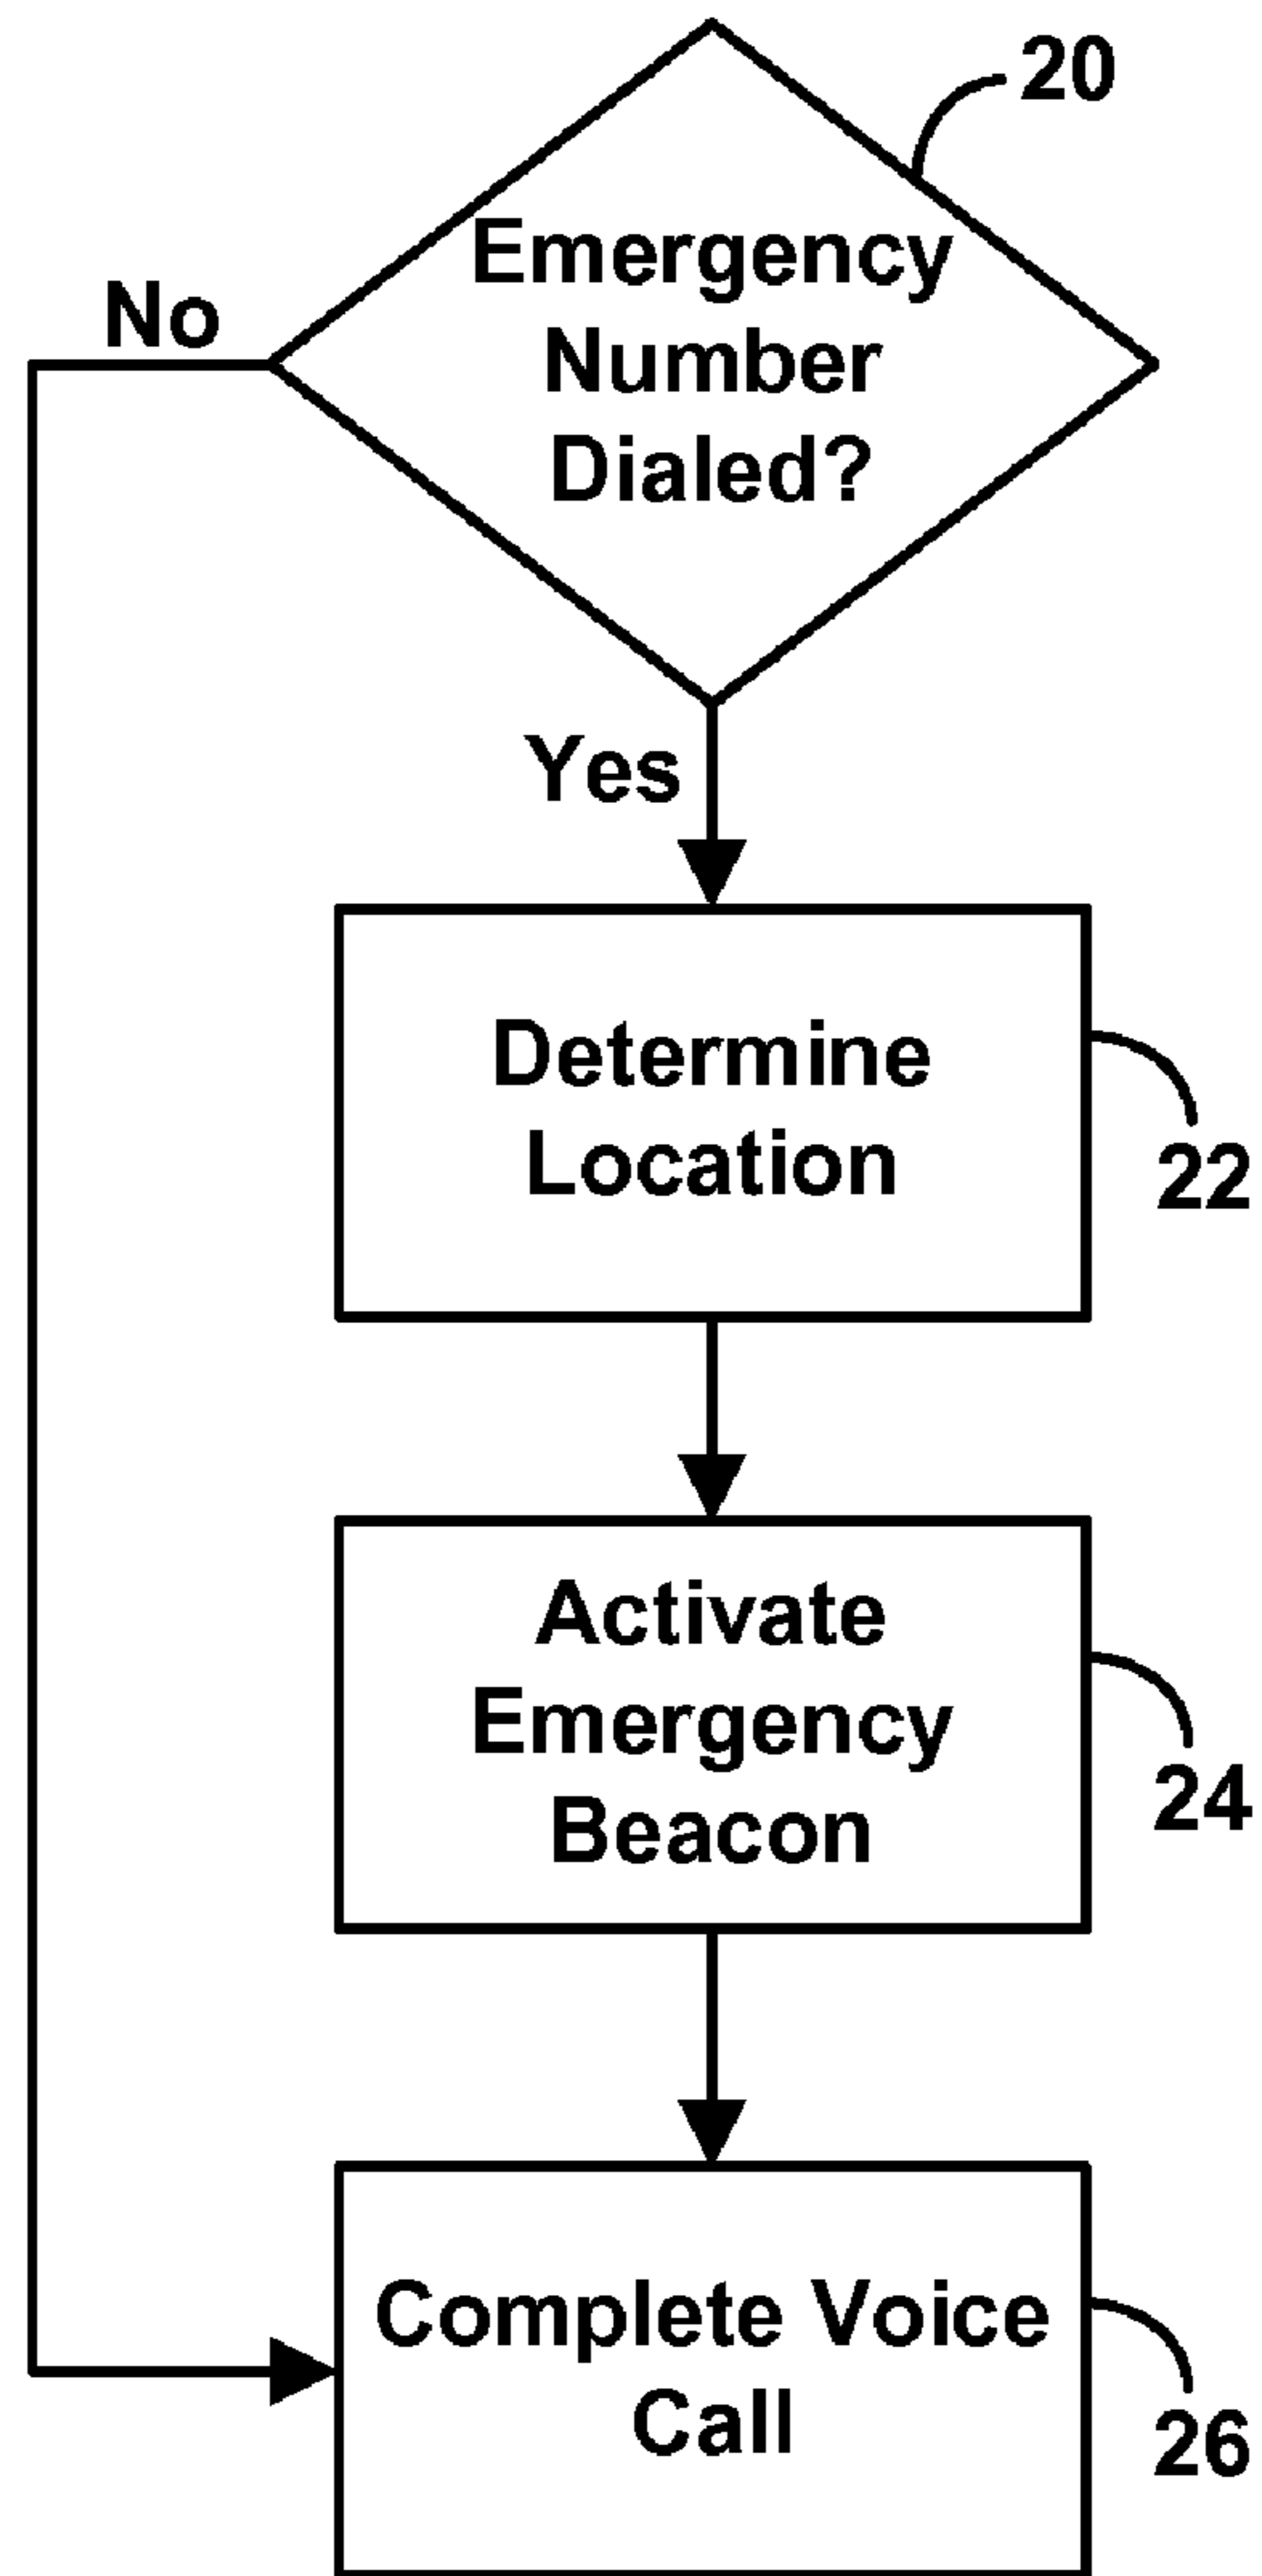 20
Emergency
Number
Dialed?
No
Yes
Determine
Location
22
Activate
Emergency
Beacon
24
Complete Voice
Call
26